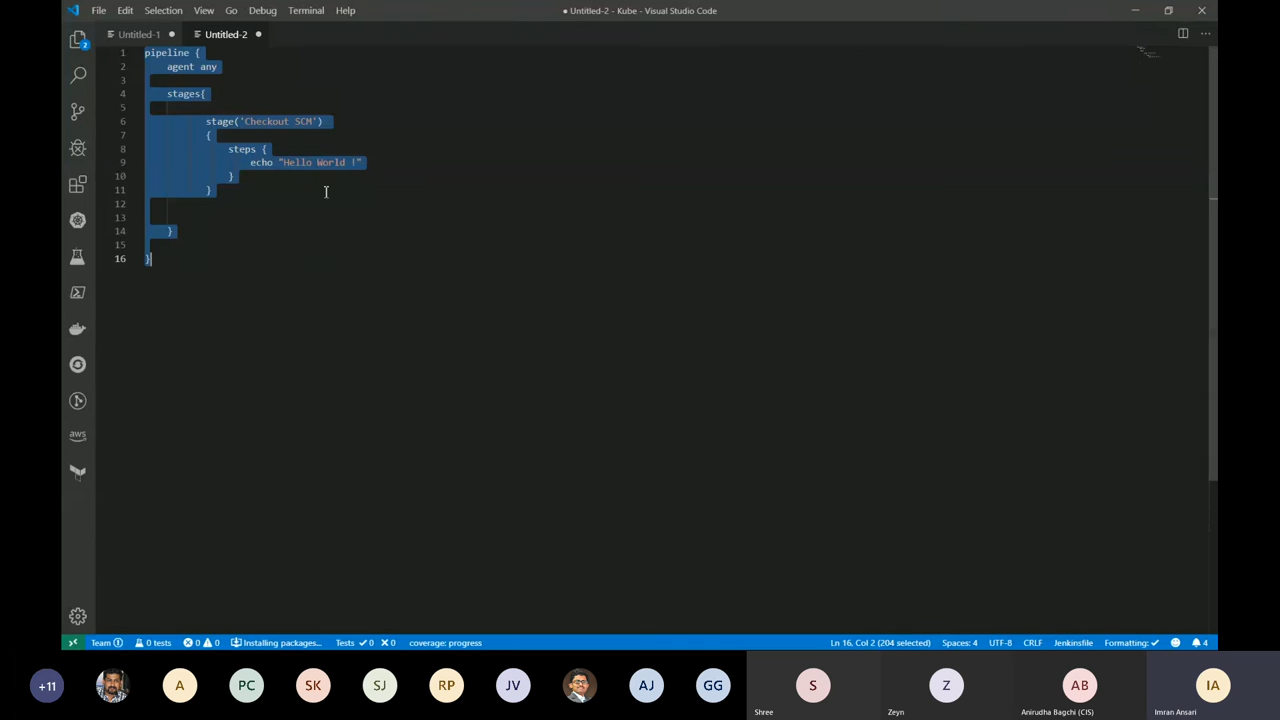 File Edit Selection View Go Debug Terminal Help
● Untitled-2 - Kube - Visual Studio Code
Untitled-1 ●
Untitled-2 ●
2
1 pipeline {
2 agent any
3
4 stages{
5
6 stage('Checkout SCM')
7 {
8 steps {
9 echo "Hello World !"
10 }
11 }
12
13
14 }
15
16 }
aws
Team 0 tests 0 0 Installing packages... Tests ✓ 0 ✕ 0 coverage: progress
Ln 16, Col 2 (204 selected) Spaces: 4 UTF-8 CRLF Jenkinsfile Formatting: ✓ 4
+11 A PC SK SJ RP JV AJ GG S Z AB IA
Shree Zeyn Anirudha Bagchi (CIS) Imran Ansari